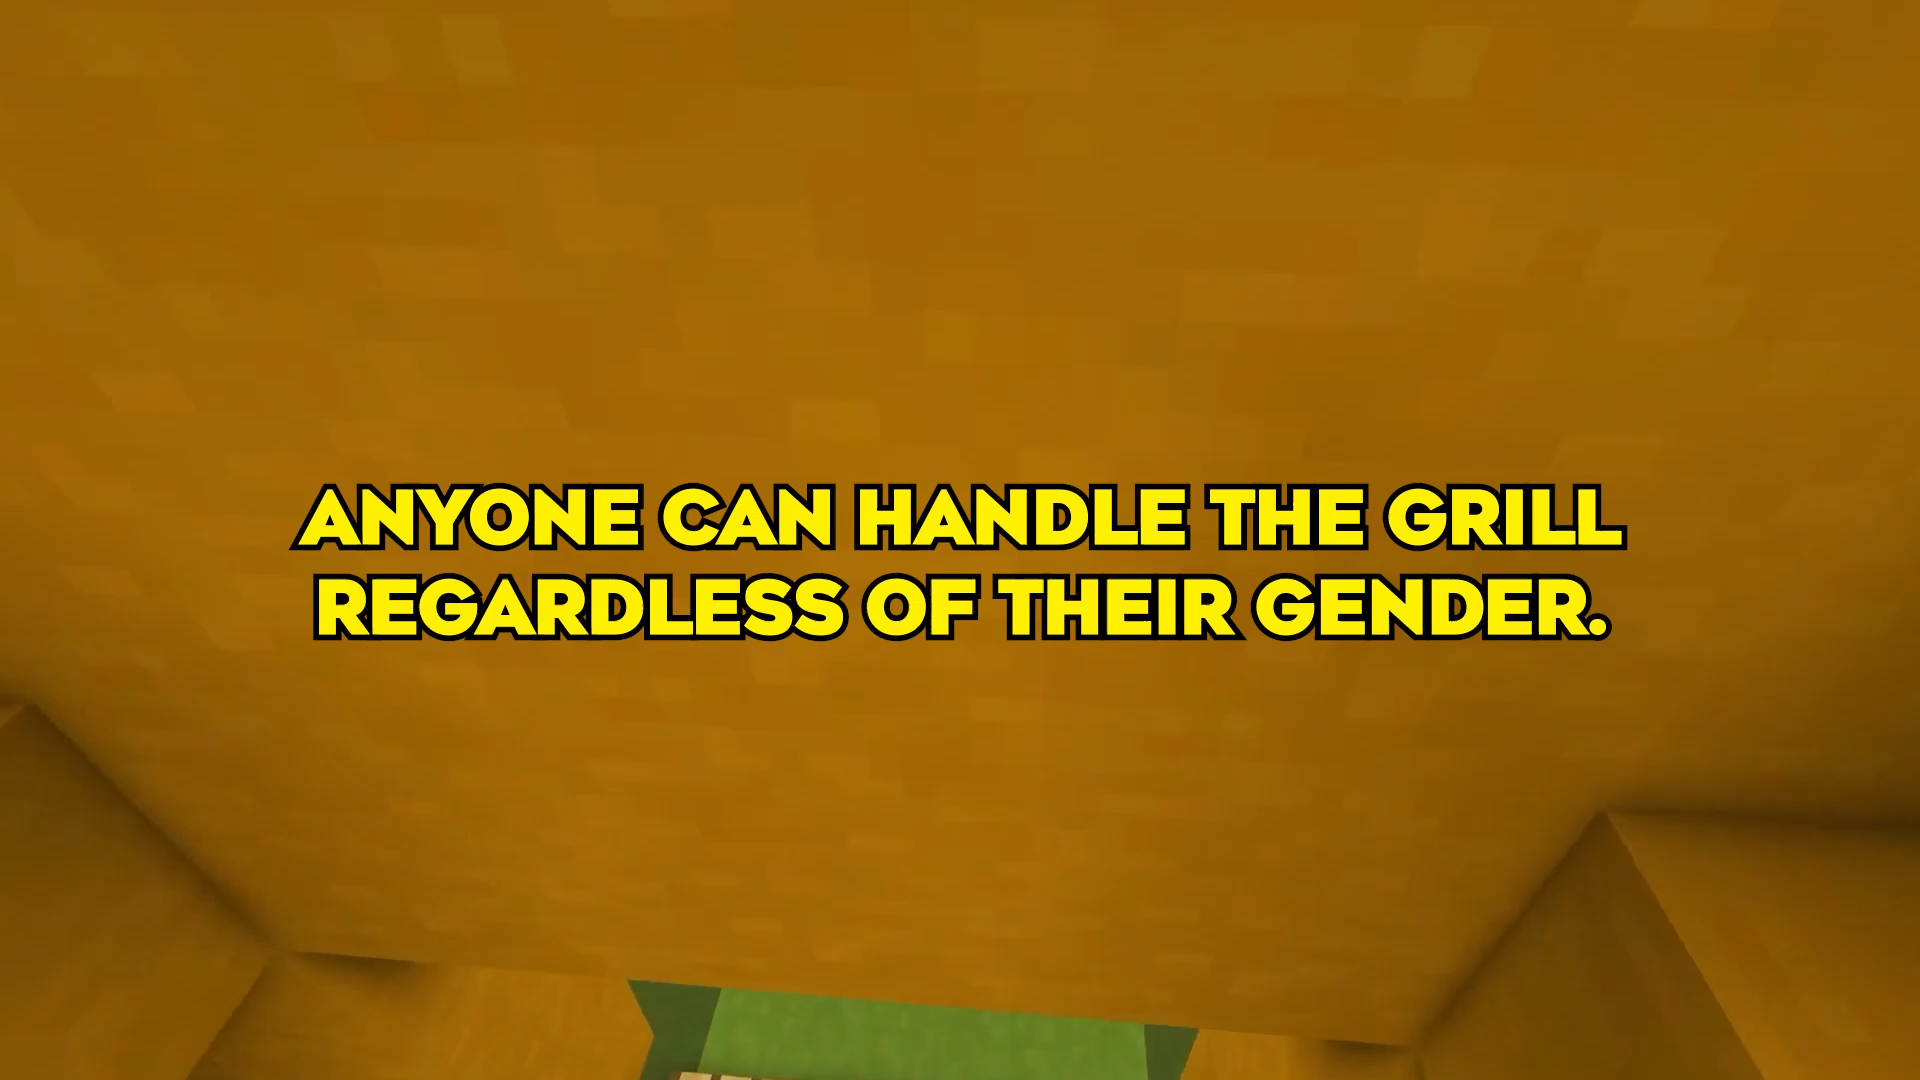 ANYONE CAN HANDLE THE GRILL
REGARDLESS OF THEIR GENDER.